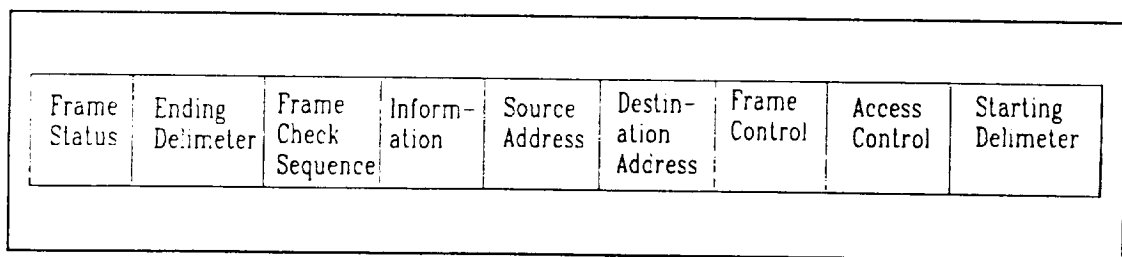 Frame Status
Ending Delimeter
Frame Check Sequence
Inform-
ation
Source Address
Destin-
ation
Address
Frame Control
Access Control
Starting Delimeter